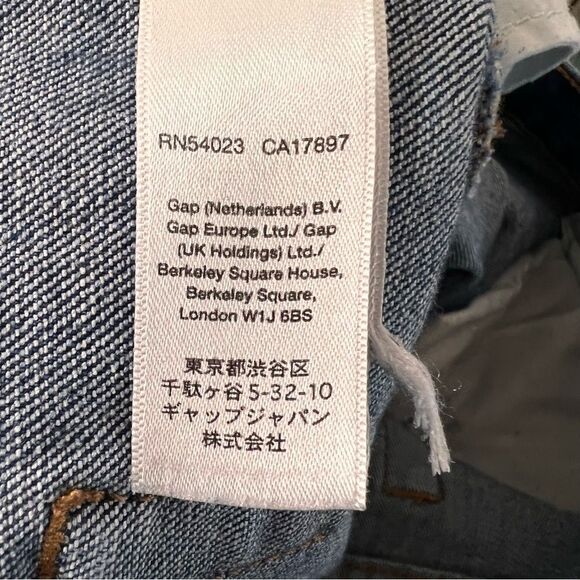 RN54023 CA17897
Gap (Netherlands) B.V.
Gap Europe Ltd./ Gap
(UK Holdings) Ltd./
Berkeley Square House,
Berkeley Square,
London W1J 6BS
東京都渋谷区
千駄ヶ谷 5-32-10
ギャップジャパン
株式会社